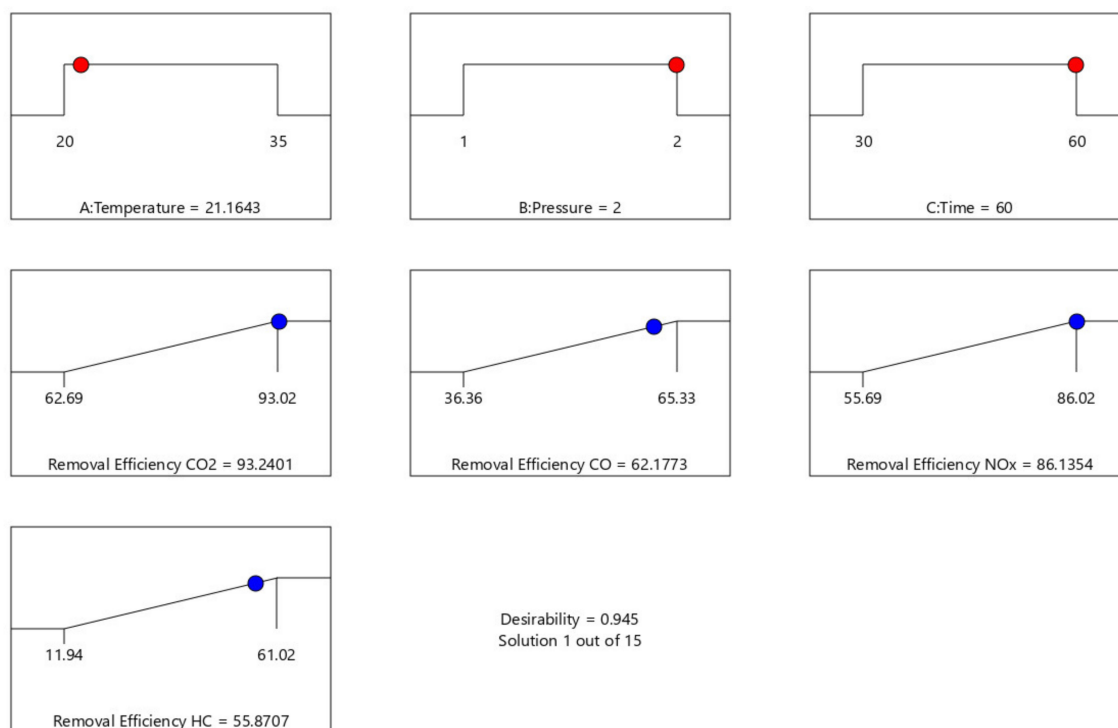 20 35
A:Temperature = 21.1643
1 2
B:Pressure = 2
30 60
C:Time = 60
62.69 93.02
Removal Efficiency CO2 = 93.2401
36.36 65.33
Removal Efficiency CO = 62.1773
55.69 86.02
Removal Efficiency NOx = 86.1354
11.94 61.02
Removal Efficiency HC = 55.8707
Desirability = 0.945
Solution 1 out of 15